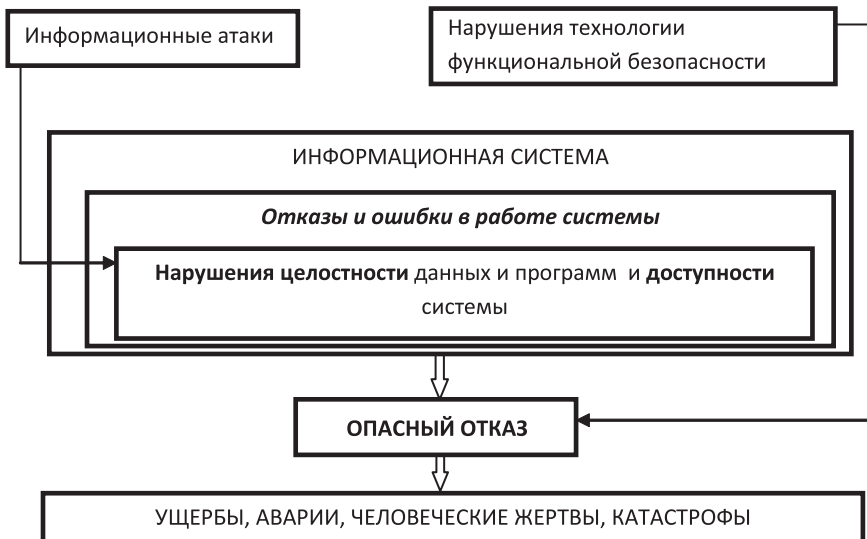 Информационные атаки
Нарушения технологии
функциональной безопасности
ИНФОРМАЦИОННАЯ СИСТЕМА
Отказы и ошибки в работе системы
Нарушения целостности данных и программ и доступности
системы
ОПАСНЫЙ ОТКАЗ
УЩЕРБЫ, АВАРИИ, ЧЕЛОВЕЧЕСКИЕ ЖЕРТВЫ, КАТАСТРОФЫ